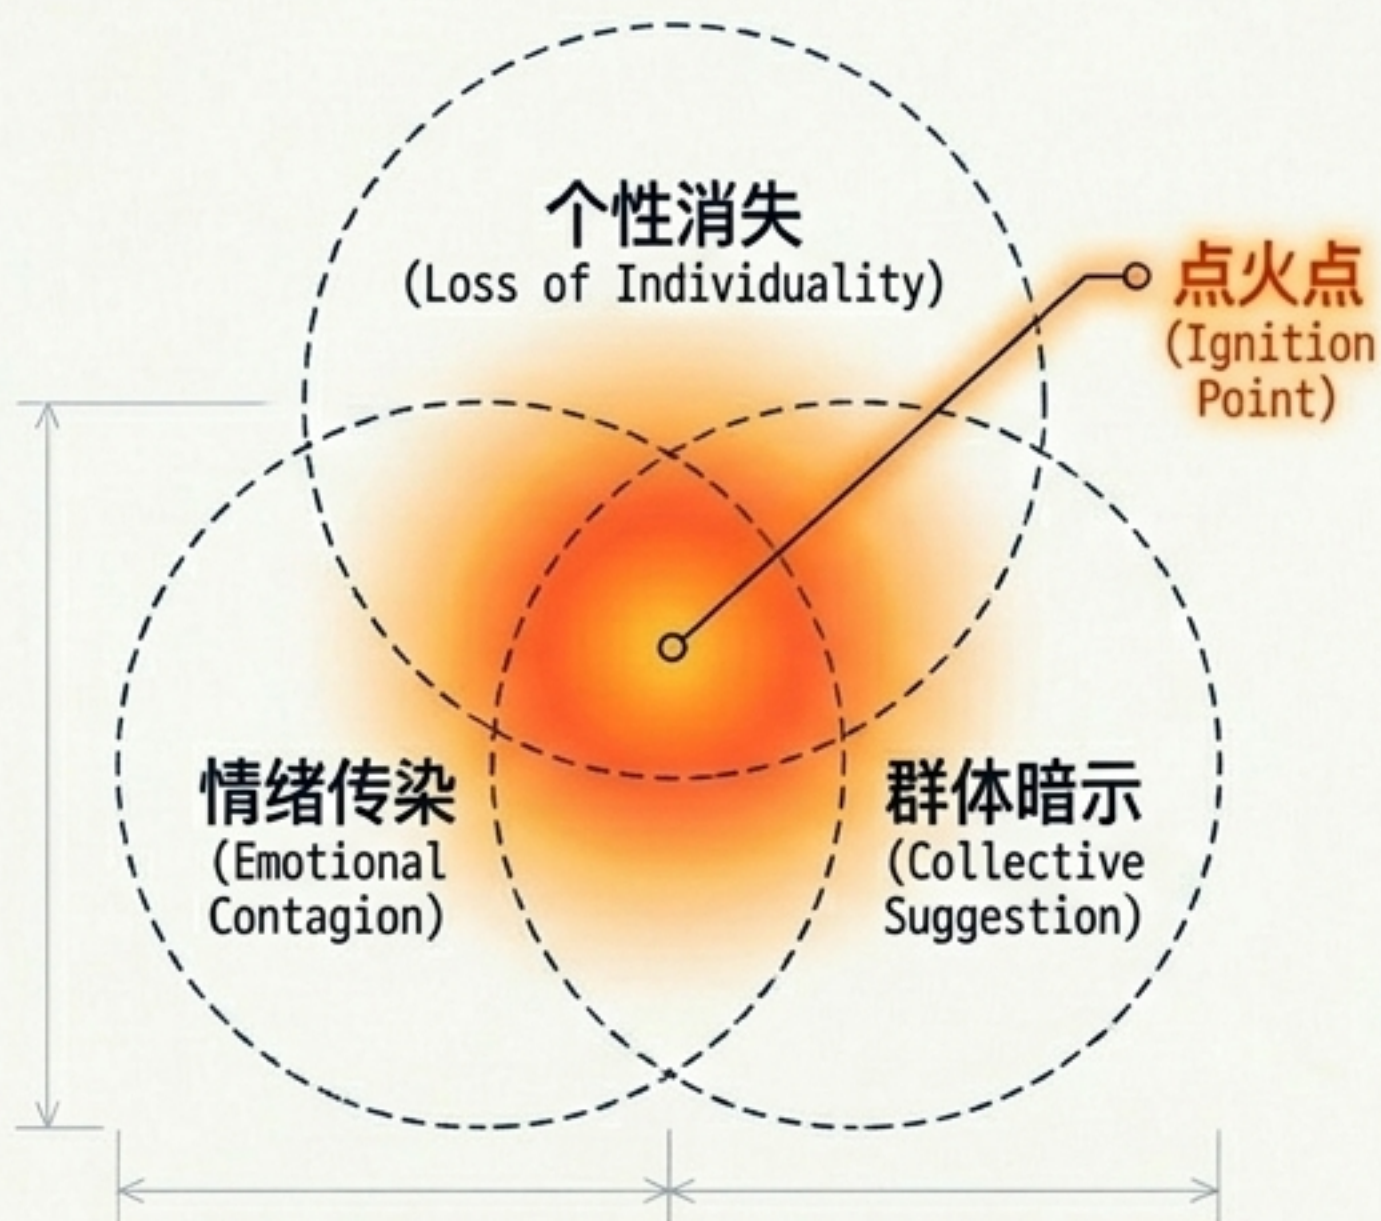 个性消失
(Loss of Individuality)
点火点
(Ignition
Point)
情绪传染
(Emotional
Contagion)
群体暗示
(Collective
Suggestion)